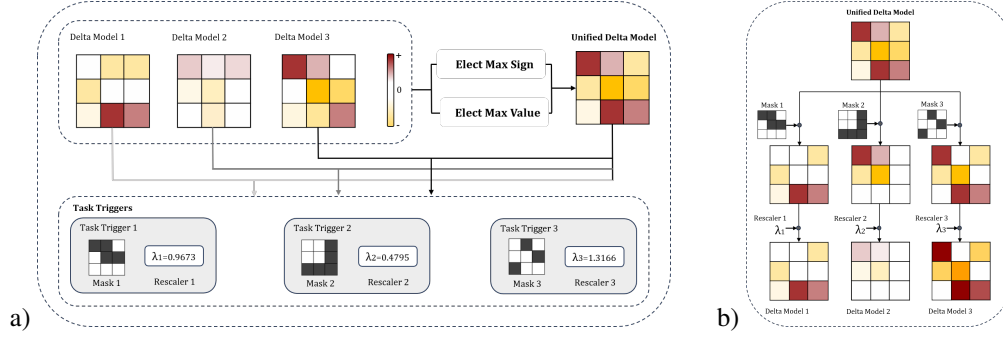 Delta Model 1
Delta Model 2
Delta Model 3
+
0
-
Elect Max Sign
Elect Max Value
Unified Delta Model
Task Triggers
Task Trigger 1
λ1=0.9673
Mask 1
Rescaler 1
Task Trigger 2
λ2=0.4795
Mask 2
Rescaler 2
Task Trigger 3
λ3=1.3166
Mask 3
Rescaler 3
a)
Unified Delta Model
Mask 1
Mask 2
Mask 3
Rescaler 1
λ1
Rescaler 2
λ2
Rescaler 3
λ3
Delta Model 1
Delta Model 2
Delta Model 3
b)